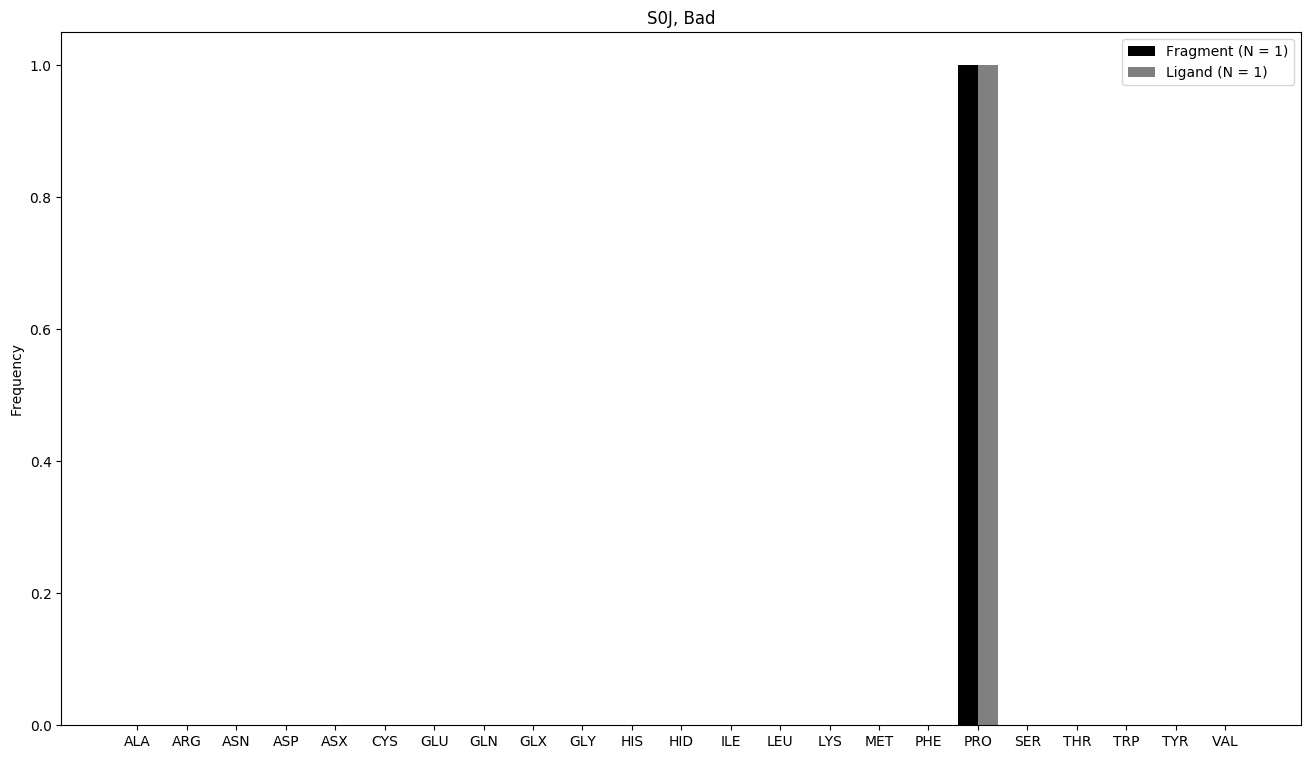 S0J, Bad
Fragment (N = 1)
Ligand (N = 1)
1.0
0.8
0.6
0.4
0.2
0.0
Frequency
ALA ARG ASN ASP ASX CYS GLU GLN GLX GLY HIS HID ILE LEU LYS MET PHE PRO SER THR TRP TYR VAL